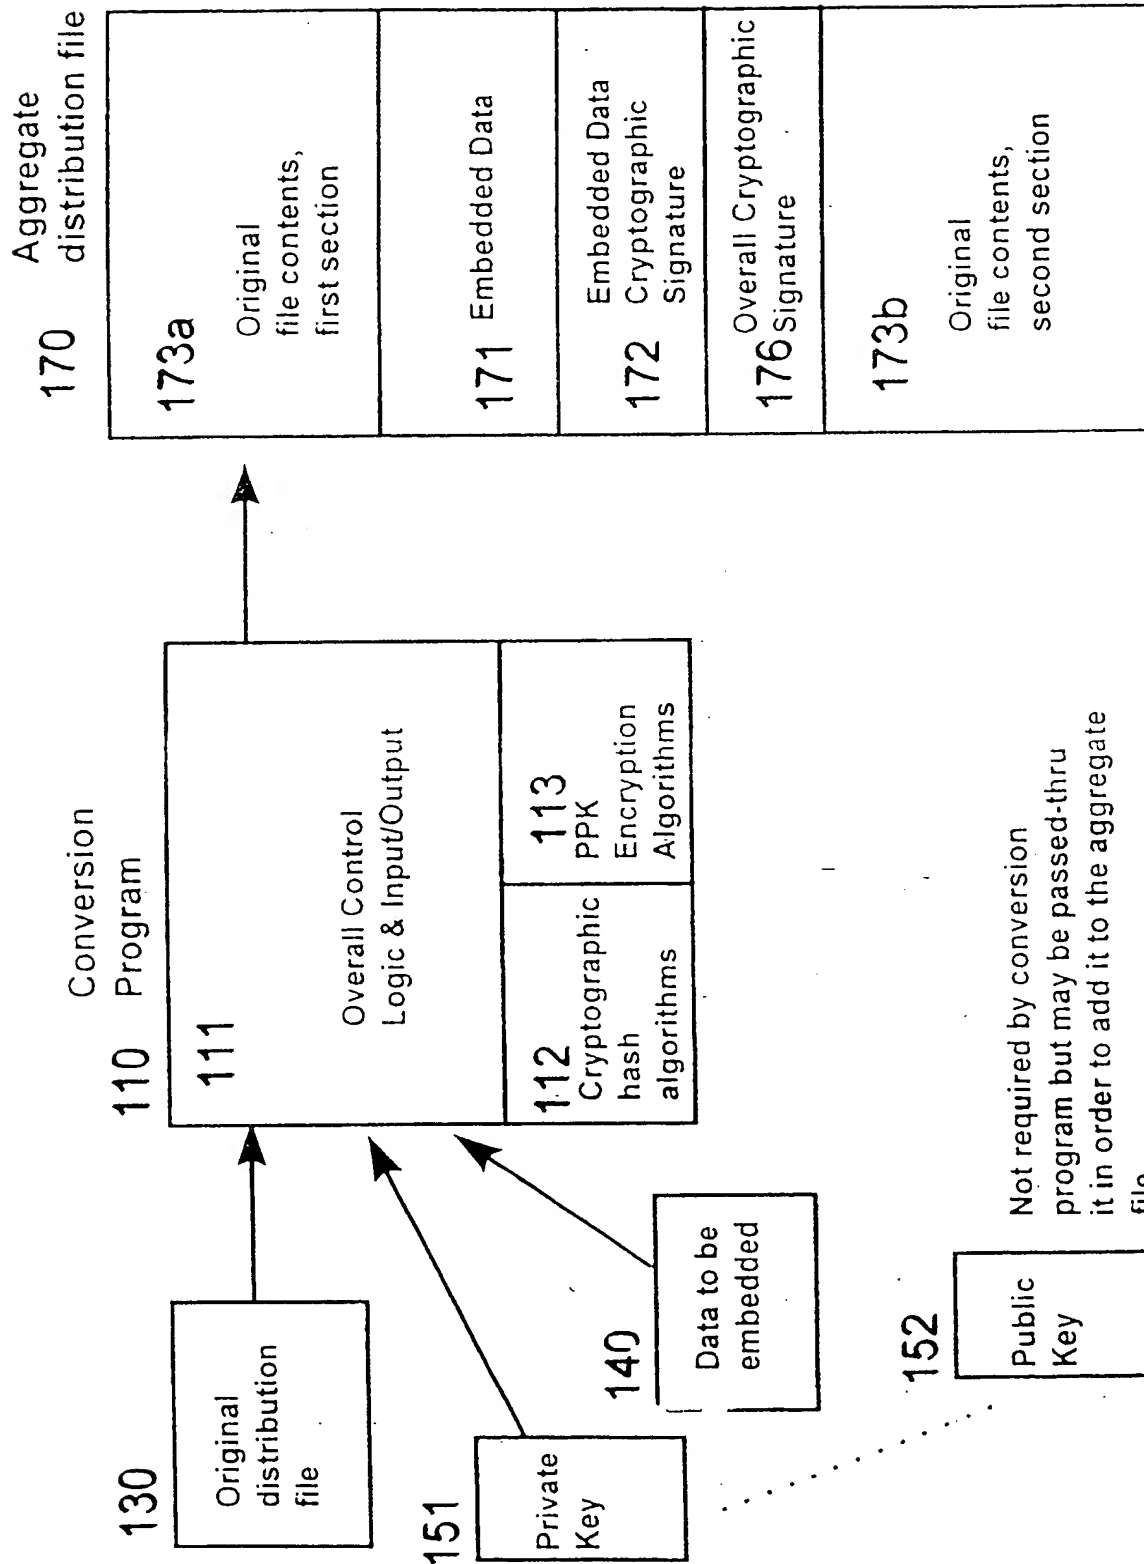 130
Original
distribution
file
151
Private
Key
140
Data to be
embedded
152
Public
Key
Not required by conversion
program but may be passed-thru
it in order to add it to the aggregate
file
Conversion
110 Program
111
Overall Control
Logic & Input/Output
112
Cryptographic
hash
algorithms
113
PPK
Encryption
Algorithms
170
Aggregate
distribution file
173a
Original
file contents,
first section
171 Embedded Data
172
Embedded Data
Cryptographic
Signature
176
Overall Cryptographic
Signature
173b
Original
file contents,
second section